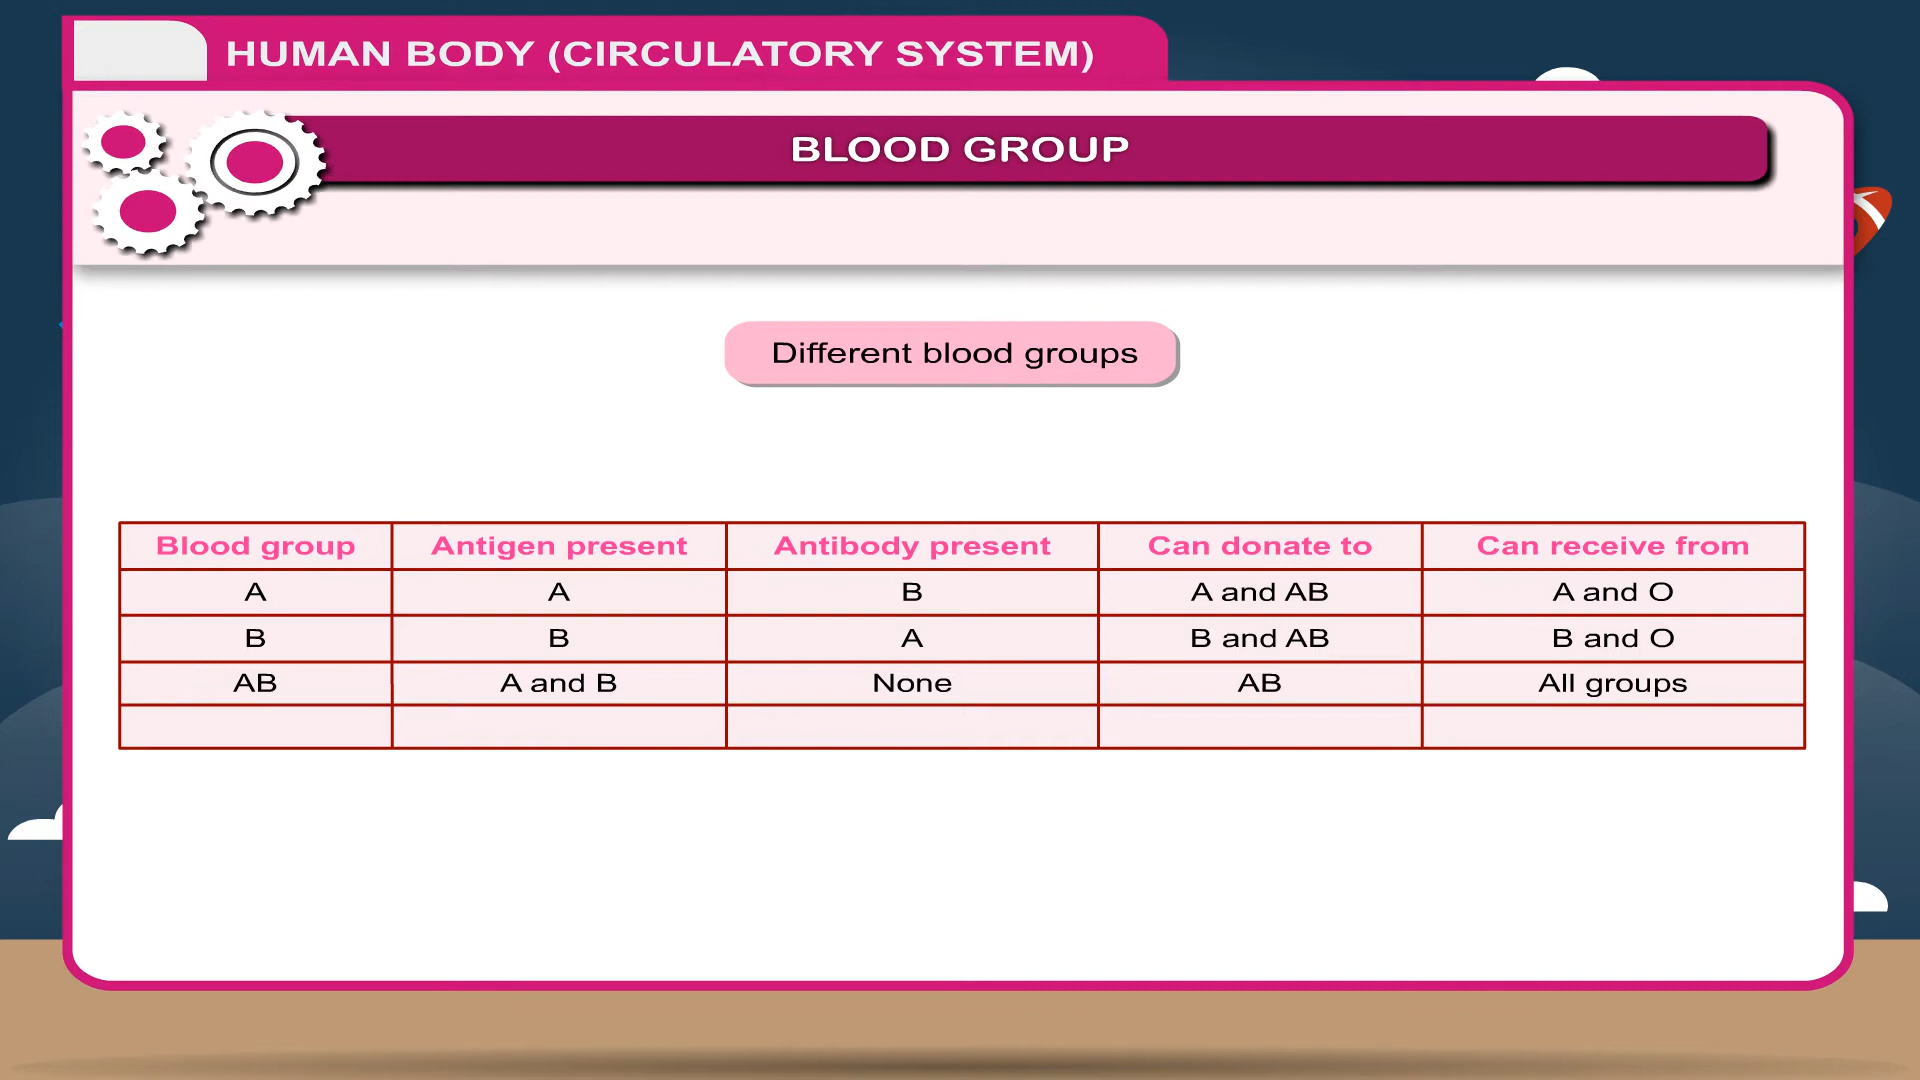 HUMAN BODY (CIRCULATORY SYSTEM)
BLOOD GROUP
Different blood groups
Blood group Antigen present Antibody present Can donate to Can receive from
A A B A and AB A and O
B B A B and AB B and O
AB A and B None AB All groups